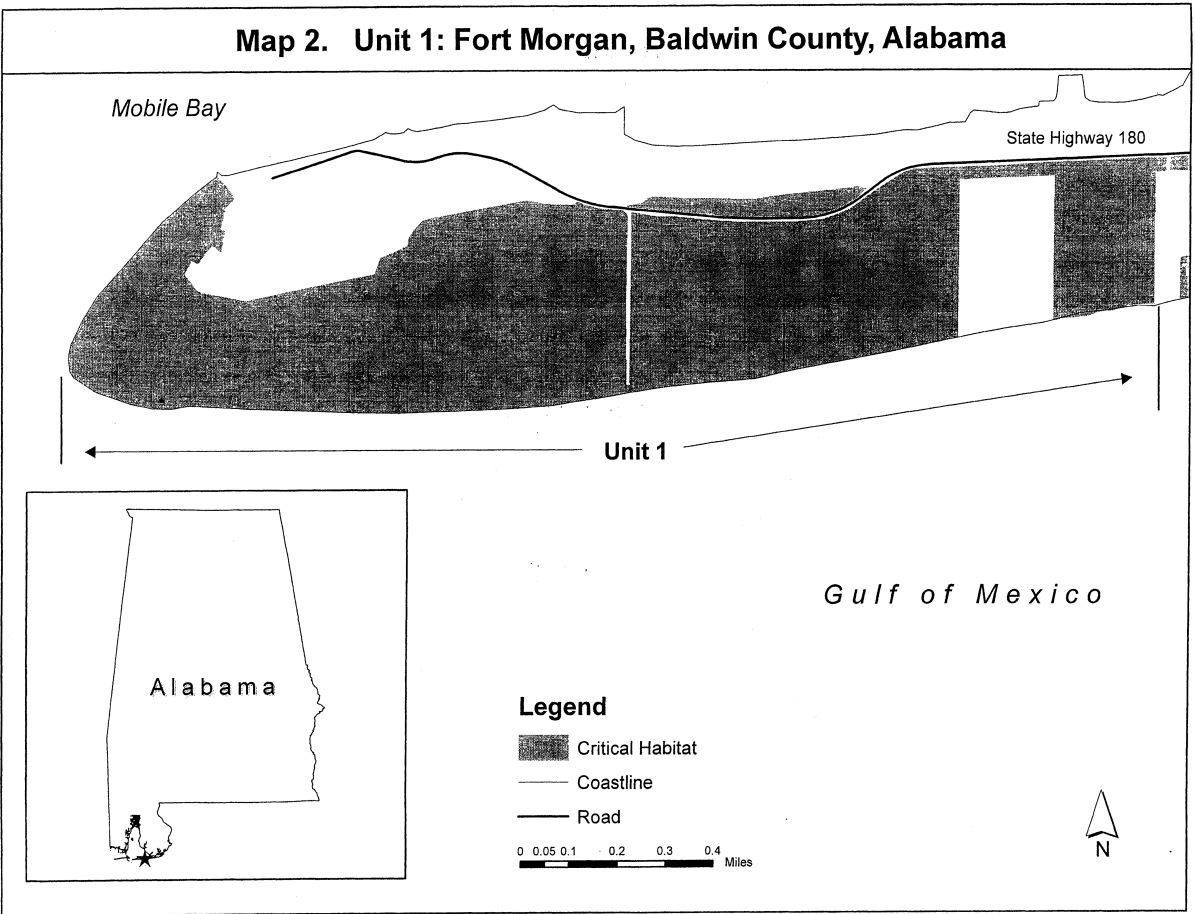 Map 2. Unit 1: Fort Morgan, Baldwin County, Alabama
Mobile Bay
State Highway 180
Unit 1
Gulf of Mexico
Alabama
Legend
Critical Habitat
Coastline
Road
0 0.05 0.1 0.2 0.3 0.4
Miles
N